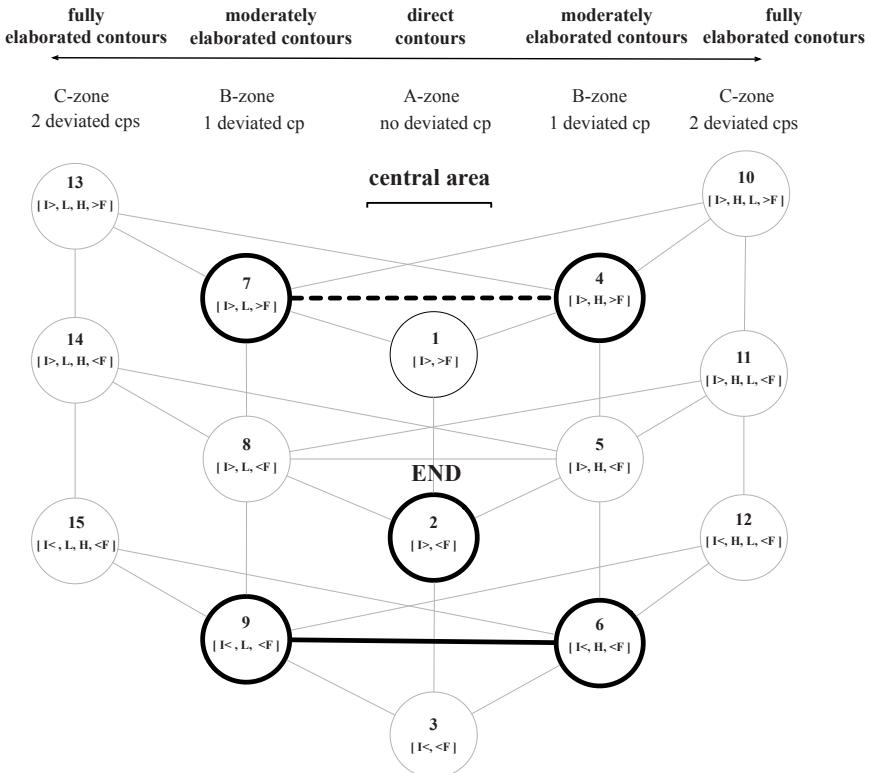 fully
elaborated contours
moderately
elaborated contours
direct
contours
moderately
elaborated contours
fully
elaborated conoturs
C-zone
2 deviated cps
B-zone
1 deviated cp
A-zone
no deviated cp
B-zone
1 deviated cp
C-zone
2 deviated cps
central area
13
[ I>, L, H, >F ]
10
[ I>, H, L, >F ]
7
[ I>, L, >F ]
4
[ I>, H, >F ]
1
[ I>, >F ]
14
[ I>, L, H, <F ]
11
[ I>, H, L, <F ]
8
[ I>, L, <F ]
5
[ I>, H, <F ]
END
2
[ I>, <F ]
15
[ I< , L, H, <F ]
12
[ I<, H, L, <F ]
9
[ I< , L, <F ]
6
[ I<, H, <F ]
3
[ I<, <F ]